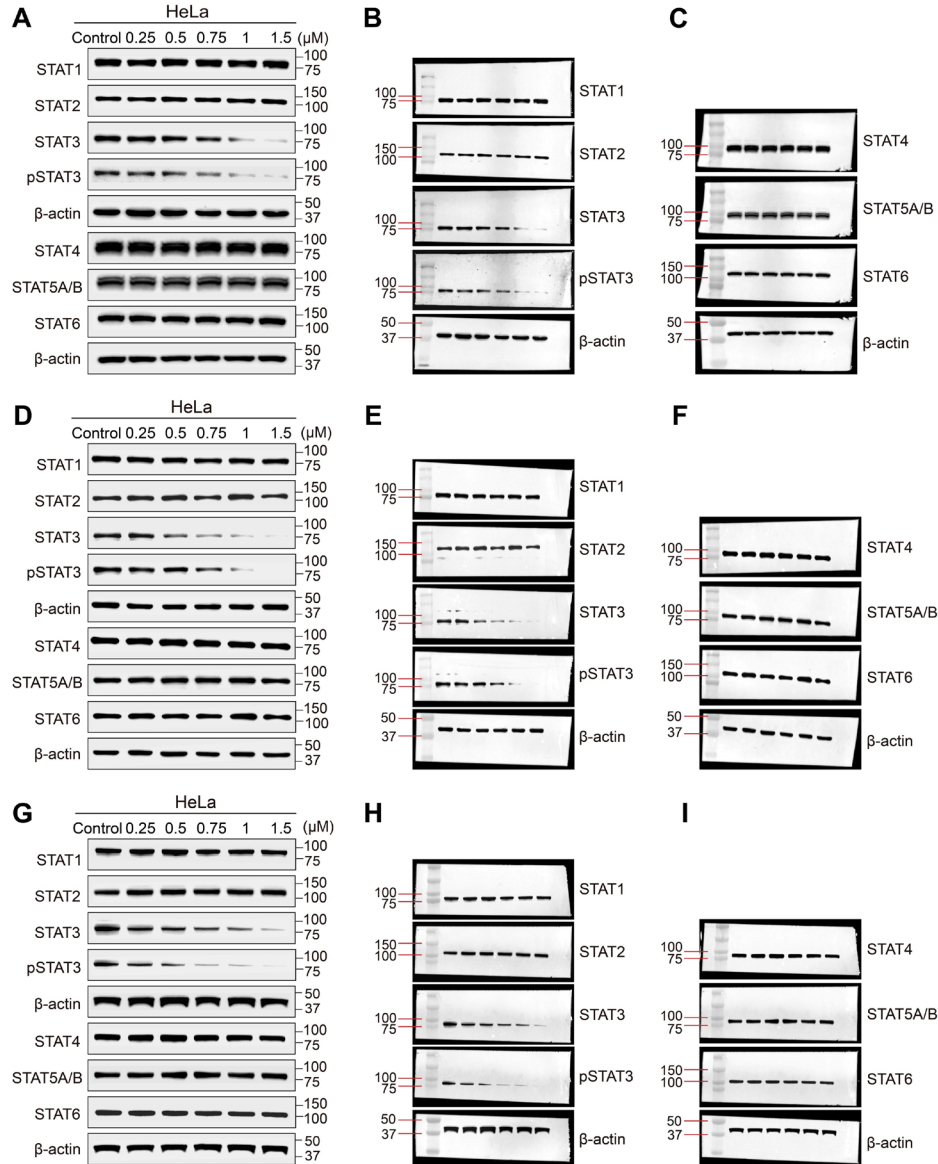 A
HeLa
Control 0.25 0.5 0.75 1 1.5 (μM)
STAT1
100
75
STAT2
150
100
STAT3
100
75
pSTAT3
100
75
β-actin
50
37
STAT4
100
75
STAT5A/B
100
75
STAT6
150
100
β-actin
50
37
B
100
75
STAT1
150
100
STAT2
100
75
STAT3
100
75
pSTAT3
50
37
β-actin
C
100
75
STAT4
100
75
STAT5A/B
150
100
STAT6
50
37
β-actin
D
HeLa
Control 0.25 0.5 0.75 1 1.5 (μM)
STAT1
100
75
STAT2
150
100
STAT3
100
75
pSTAT3
100
75
β-actin
50
37
STAT4
100
75
STAT5A/B
100
75
STAT6
150
100
β-actin
50
37
E
100
75
STAT1
150
100
STAT2
100
75
STAT3
100
75
pSTAT3
50
37
β-actin
F
100
75
STAT4
100
75
STAT5A/B
150
100
STAT6
50
37
β-actin
G
HeLa
Control 0.25 0.5 0.75 1 1.5 (μM)
STAT1
100
75
STAT2
150
100
STAT3
100
75
pSTAT3
100
75
β-actin
50
37
STAT4
100
75
STAT5A/B
100
75
STAT6
150
100
β-actin
50
37
H
100
75
STAT1
150
100
STAT2
100
75
STAT3
100
75
pSTAT3
50
37
β-actin
I
100
75
STAT4
100
75
STAT5A/B
150
100
STAT6
50
37
β-actin